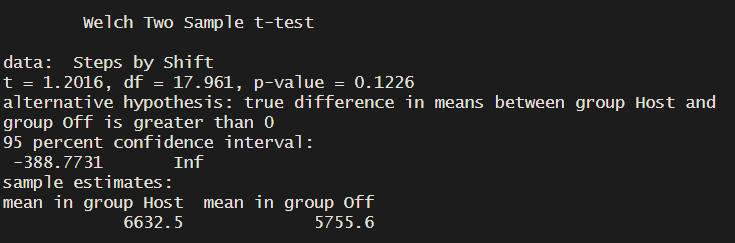 Welch Two Sample t-test
data:  Steps by Shift
t = 1.2016, df = 17.961, p-value = 0.1226
alternative hypothesis: true difference in means between group Host and
group Off is greater than 0
95 percent confidence interval:
 -388.7731       Inf
sample estimates:
mean in group Host  mean in group Off
            6632.5             5755.6